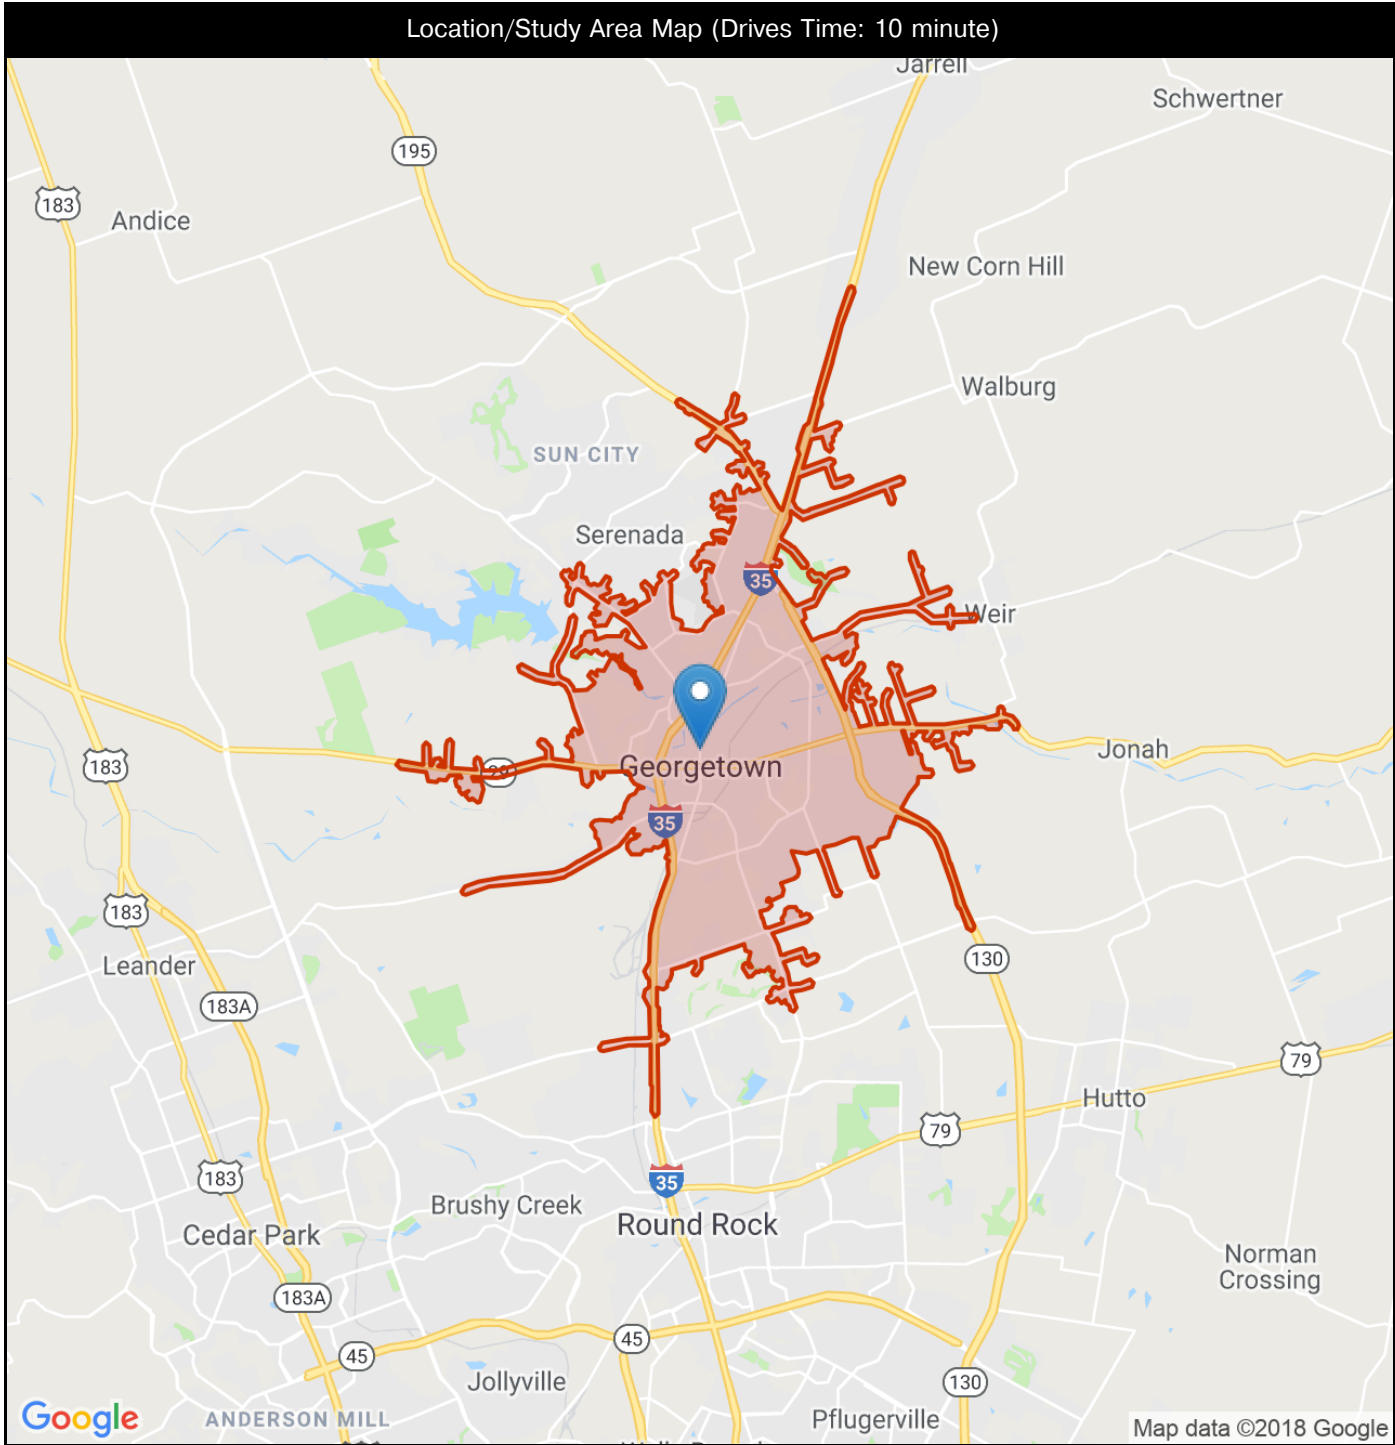 Location/Study Area Map (Drives Time: 10 minute)
Jarrell
Schwertner
195
183
Andice
New Corn Hill
Walburg
SUN CITY
Serenada
35
Weir
Jonah
183
29
Georgetown
35
183
Leander
130
183A
79
Hutto
79
183
35
Brushy Creek
Round Rock
Cedar Park
Norman
Crossing
183A
45
45
Jollyville
130
Google
ANDERSON MILL
Pflugerville
Map data ©2018 Google